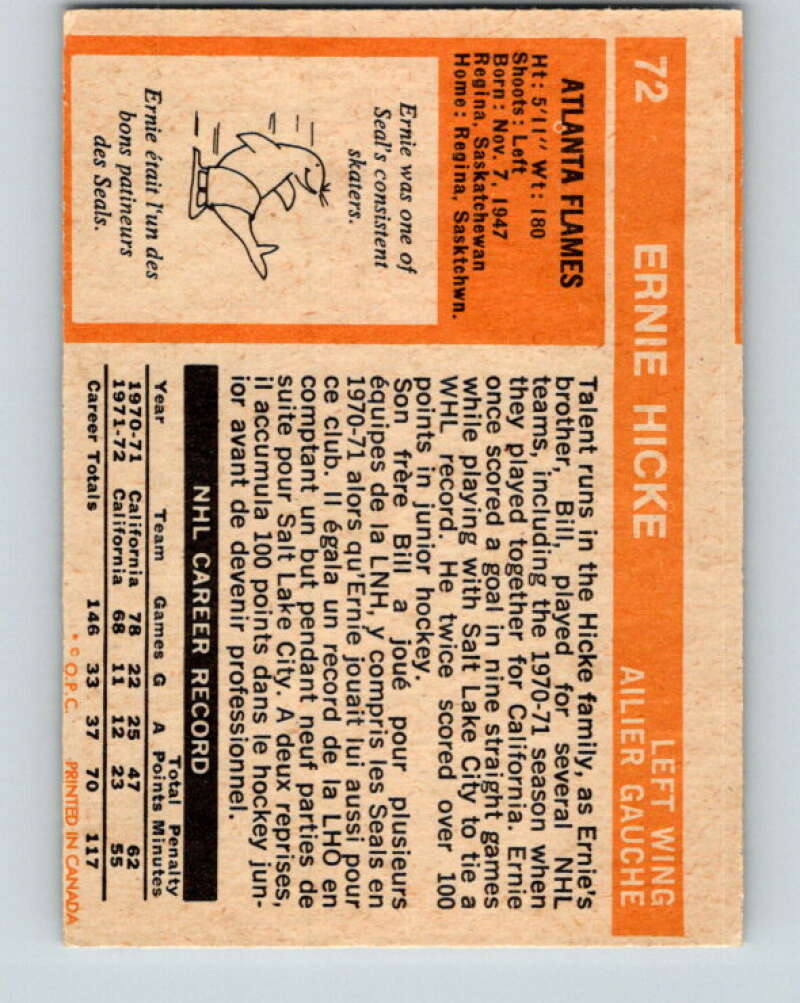 72 ERNIE HICKE LEFT WING
AILIER GAUCHE
ATLANTA FLAMES
Ht: 5'11" Wt: 180
Shoots: Left
Born: Nov. 7, 1947
Regina, Saskatchewan
Home: Regina, Sasktchwn.
Ernie was one of
Seal's consistent
skaters.
Ernie était l'un des
bons patineurs
des Seals.
Talent runs in the Hicke family, as Ernie's
brother, Bill, played for several NHL
teams, including the 1970-71 season when
they played together for California. Ernie
once scored a goal in nine straight games
while playing with Salt Lake City to tie a
WHL record. He twice scored over 100
points in junior hockey.
Son frère Bill a joué pour plusieurs
équipes de la LNH, y compris les Seals en
1970-71 alors qu'Ernie jouait lui aussi pour
ce club. Il égala un record de la LHO en
comptant un but pendant neuf parties de
suite pour Salt Lake City. A deux reprises,
il accumula 100 points dans le hockey jun-
ior avant de devenir professionnel.
NHL CAREER RECORD
Total Penalty
Year Team Games G A Points Minutes
1970-71 California 78 22 25 47 62
1971-72 California 68 11 12 23 55
Career Totals 146 33 37 70 117
* © O.P.C. PRINTED IN CANADA